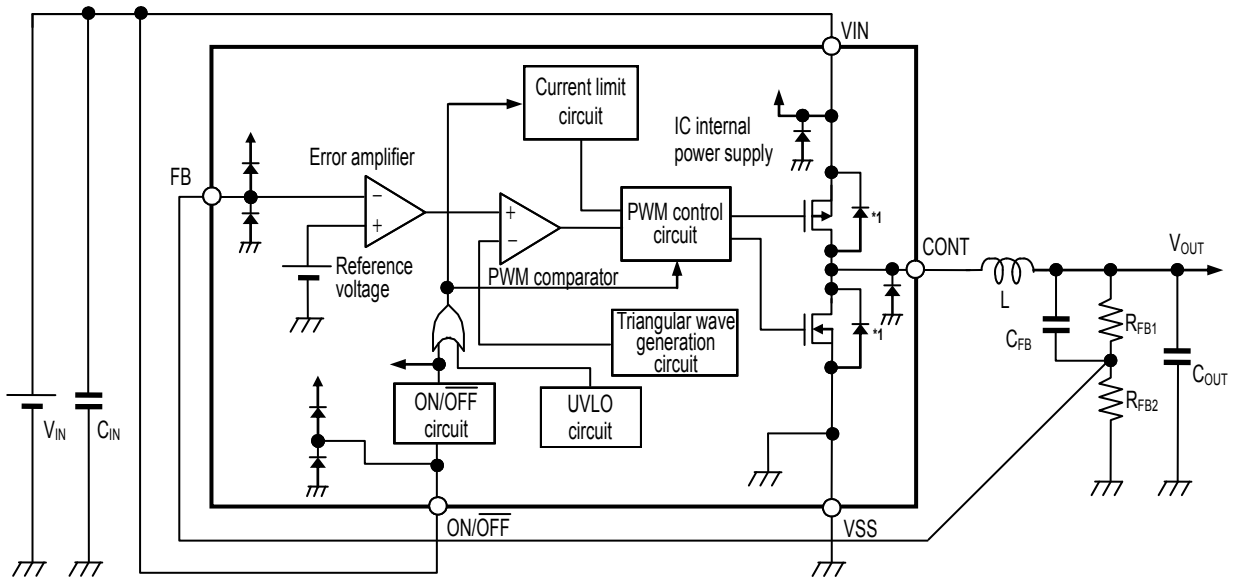 VIN
Current limit
circuit
IC internal
power supply
Error amplifier
FB
−
+
+
−
PWM control
circuit
*1
CONT
VOUT
Reference
voltage
PWM comparator
L
RFB1
CFB
Triangular wave
generation
circuit
*1
COUT
ON/OFF
circuit
UVLO
circuit
RFB2
VIN
CIN
ON/OFF
VSS